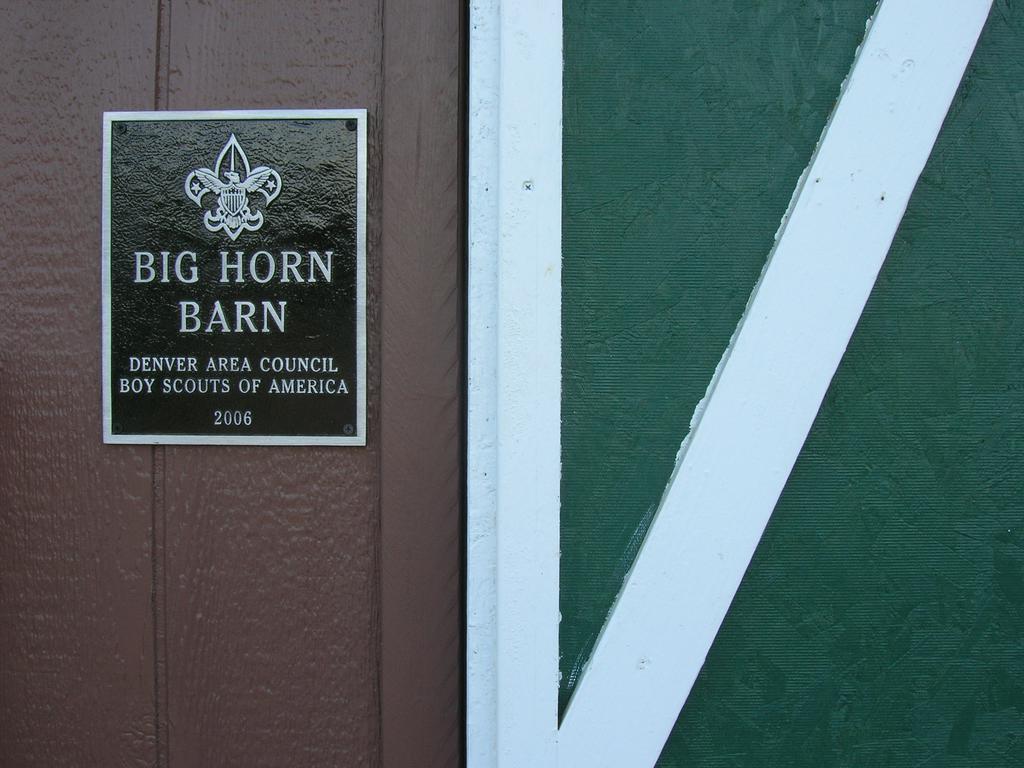 BIG HORN
BARN
DENVER AREA COUNCIL
BOY SCOUTS OF AMERICA
2006